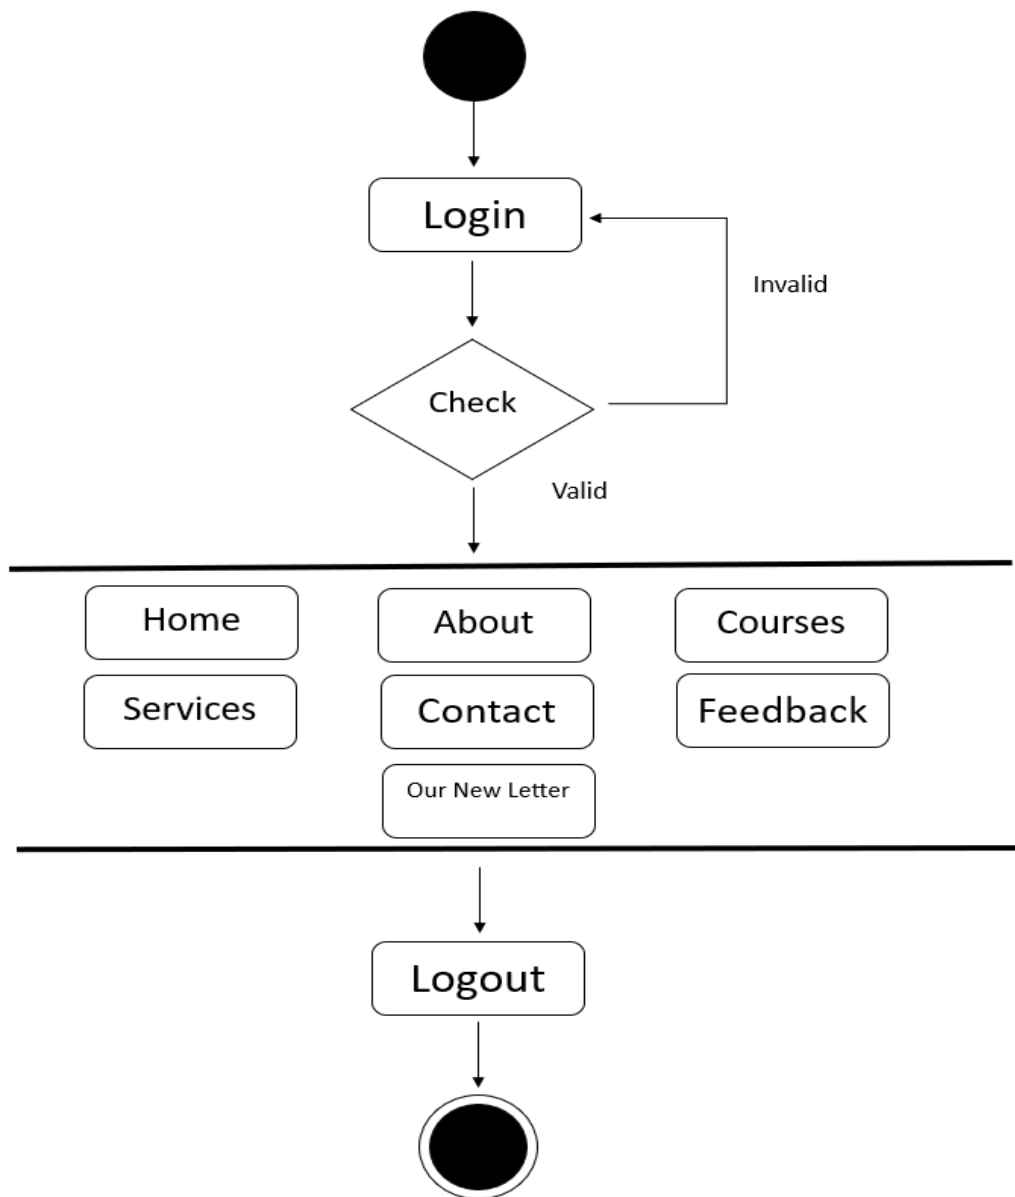 Login
Invalid
Check
Valid
Home
About
Courses
Services
Contact
Feedback
Our New Letter
Logout